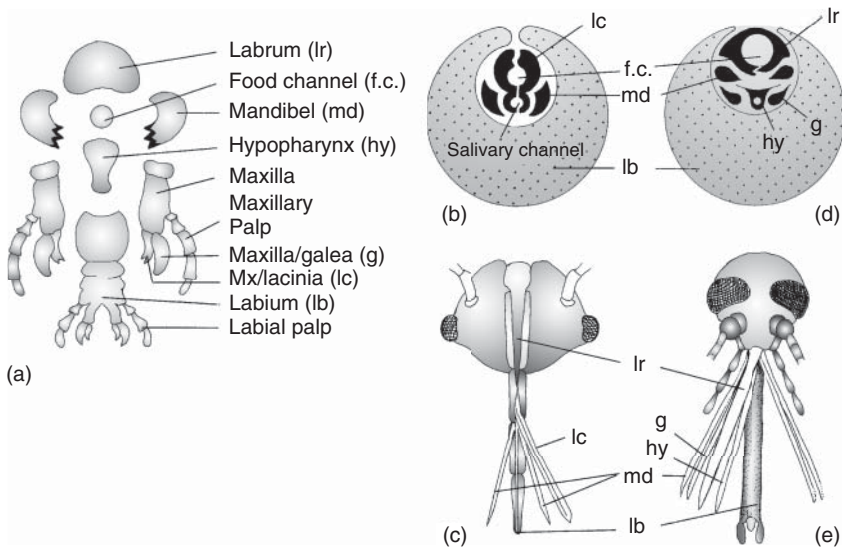 Labrum (lr)
Food channel (f.c.)
Mandibel (md)
Hypopharynx (hy)
Maxilla
Maxillary
Palp
Maxilla/galea (g)
Mx/lacinia (lc)
Labium (lb)
Labial palp
(a)
lc
f.c.
md
Salivary channel
lb
(b)
lr
g
hy
(d)
lr
lc
g
hy
md
lb
(c)
(e)